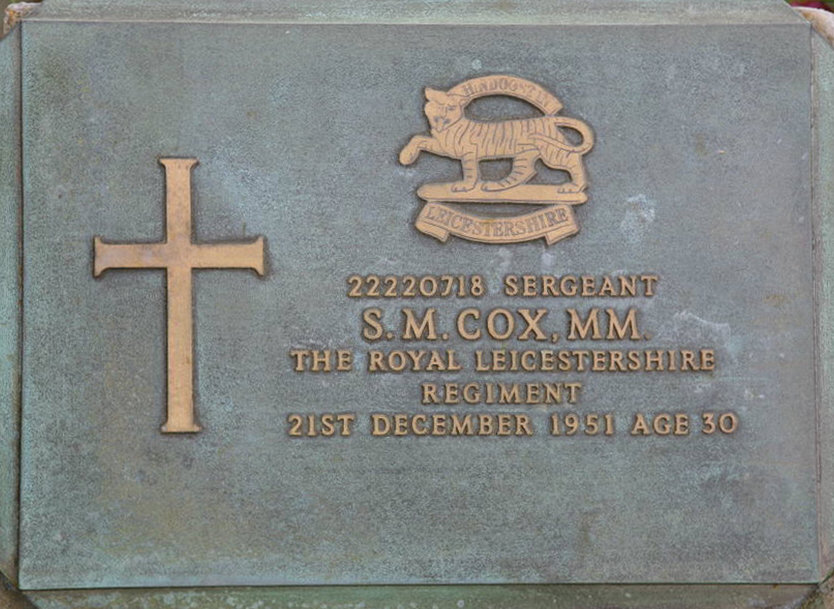 HINDOOSTAN
LEICESTERSHIRE
22220718 SERGEANT
S. M. COX, MM.
THE ROYAL LEICESTERSHIRE
REGIMENT
21ST DECEMBER 1951 AGE 30